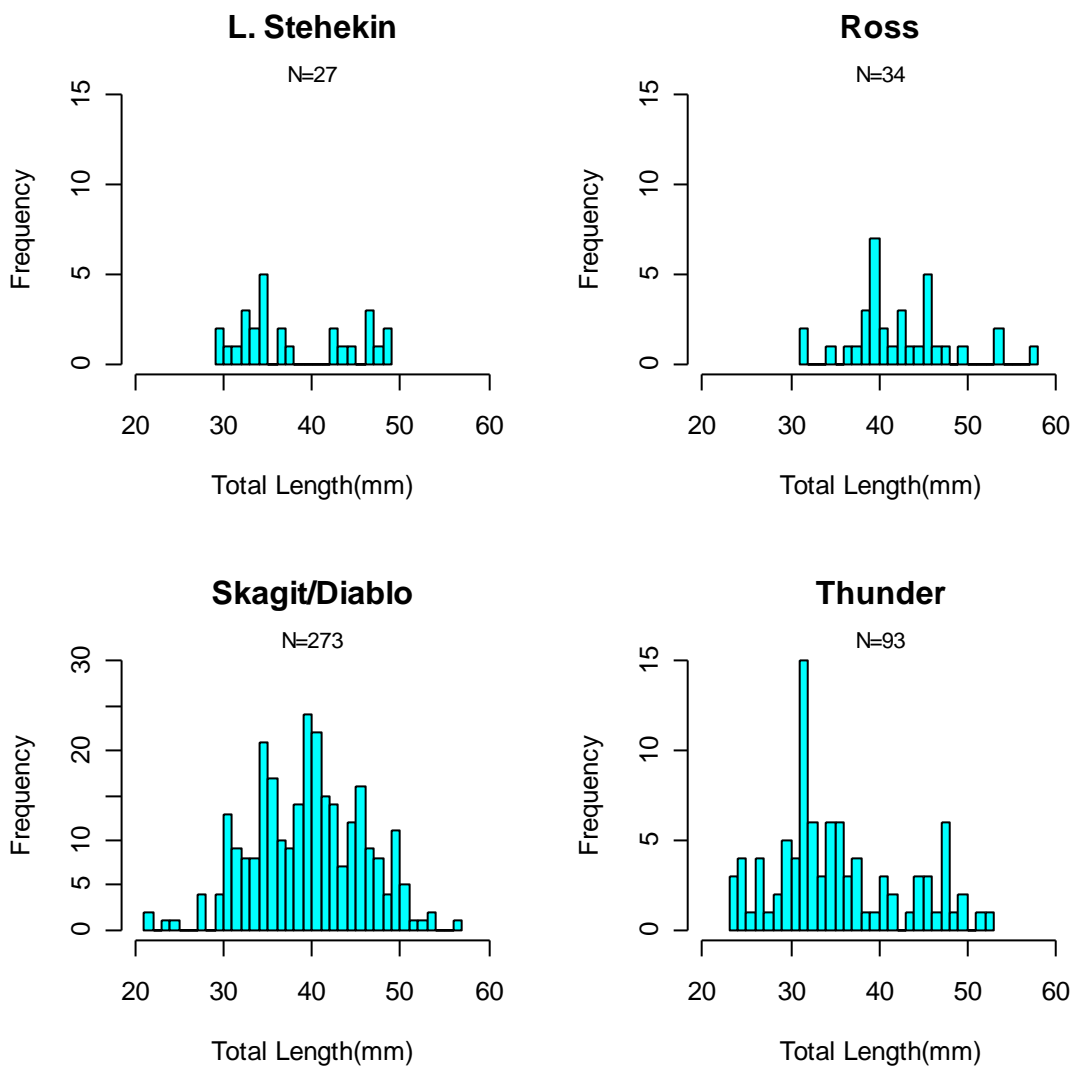 L. Stehekin
N=27
Frequency
15
10
5
0
20 30 40 50 60
Total Length(mm)
Ross
N=34
Frequency
15
10
5
0
20 30 40 50 60
Total Length(mm)
Skagit/Diablo
N=273
Frequency
30
20
10
5
0
20 30 40 50 60
Total Length(mm)
Thunder
N=93
Frequency
15
10
5
0
20 30 40 50 60
Total Length(mm)